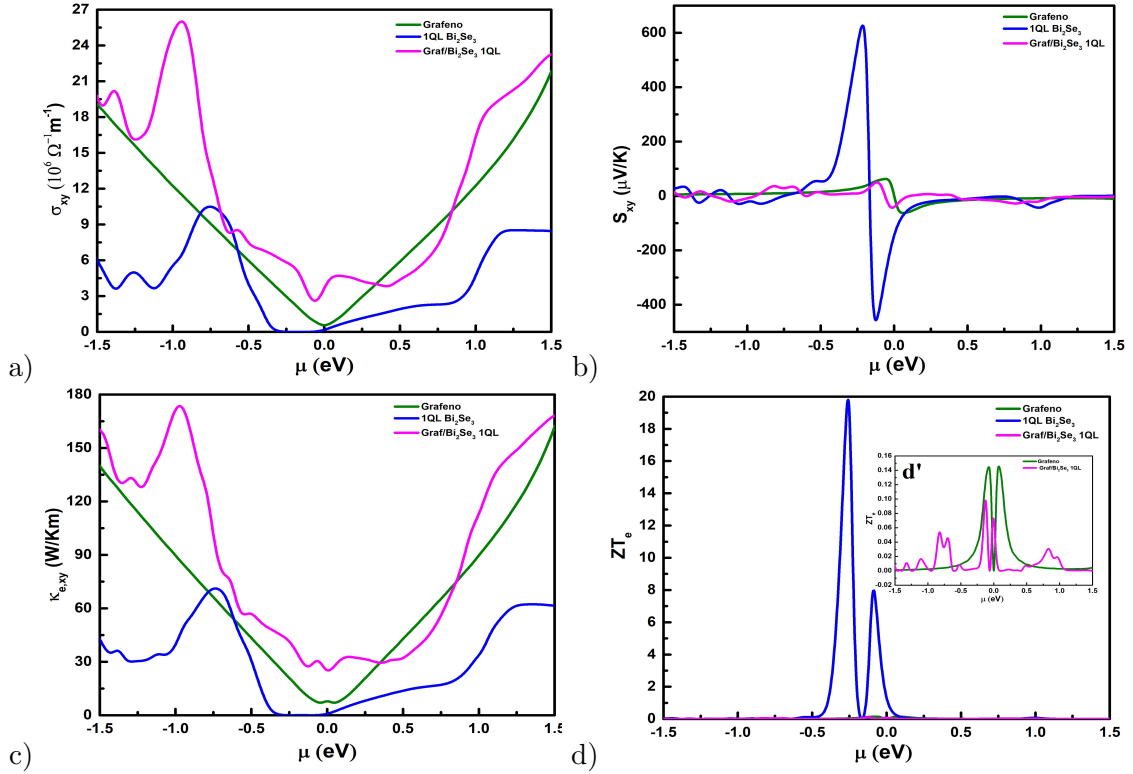 a)
σxy (10⁶ Ω⁻¹m⁻¹)
27
24
21
18
15
12
9
6
3
0
-1.5 -1.0 -0.5 0.0 0.5 1.0 1.5
μ (eV)
Grafeno
1QL Bi₂Se₃
Graf/Bi₂Se₃ 1QL
b)
Sxy (μV/K)
600
400
200
0
-200
-400
-1.5 -1.0 -0.5 0.0 0.5 1.0 1.5
μ (eV)
Grafeno
1QL Bi₂Se₃
Graf/Bi₂Se₃ 1QL
c)
κe,xy (W/Km)
180
150
120
90
60
30
0
-1.5 -1.0 -0.5 0.0 0.5 1.0 1.5
μ (eV)
Grafeno
1QL Bi₂Se₃
Graf/Bi₂Se₃ 1QL
d)
ZTe
20
18
16
14
12
10
8
6
4
2
0
-1.5 -1.0 -0.5 0.0 0.5 1.0 1.5
μ (eV)
Grafeno
1QL Bi₂Se₃
Graf/Bi₂Se₃ 1QL
d'
ZTe
0.16
0.14
0.12
0.10
0.08
0.06
0.04
0.02
0.00
-0.02
-1.5 -1.0 -0.5 0.0 0.5 1.0 1.5
μ (eV)
Grafeno
Graf/Bi₂Se₃ 1QL